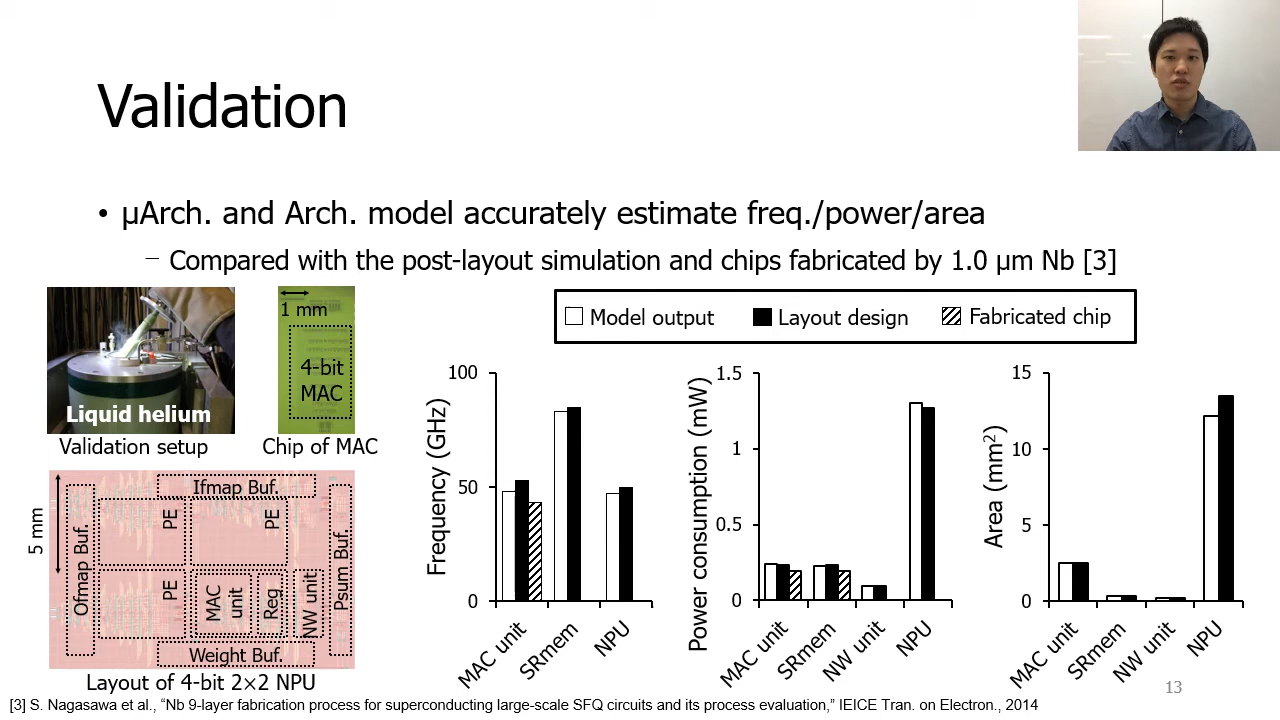 Validation
• µArch. and Arch. model accurately estimate freq./power/area
– Compared with the post-layout simulation and chips fabricated by 1.0 µm Nb [3]
Liquid helium
Validation setup
1 mm
4-bit
MAC
Chip of MAC
5 mm
Ifmap Buf.
Ofmap Buf.
PE
PE
PE
MAC
unit
Reg
NW unit
Psum Buf.
Weight Buf.
Layout of 4-bit 2×2 NPU
Model output
Layout design
Fabricated chip
Frequency (GHz)
100
50
0
MAC unit
SRmem
NPU
Power consumption (mW)
1.5
1
0.5
0
MAC unit
SRmem
NW unit
NPU
Area (mm²)
15
10
5
0
MAC unit
SRmem
NW unit
NPU
13
[3] S. Nagasawa et al., “Nb 9-layer fabrication process for superconducting large-scale SFQ circuits and its process evaluation,” IEICE Tran. on Electron., 2014